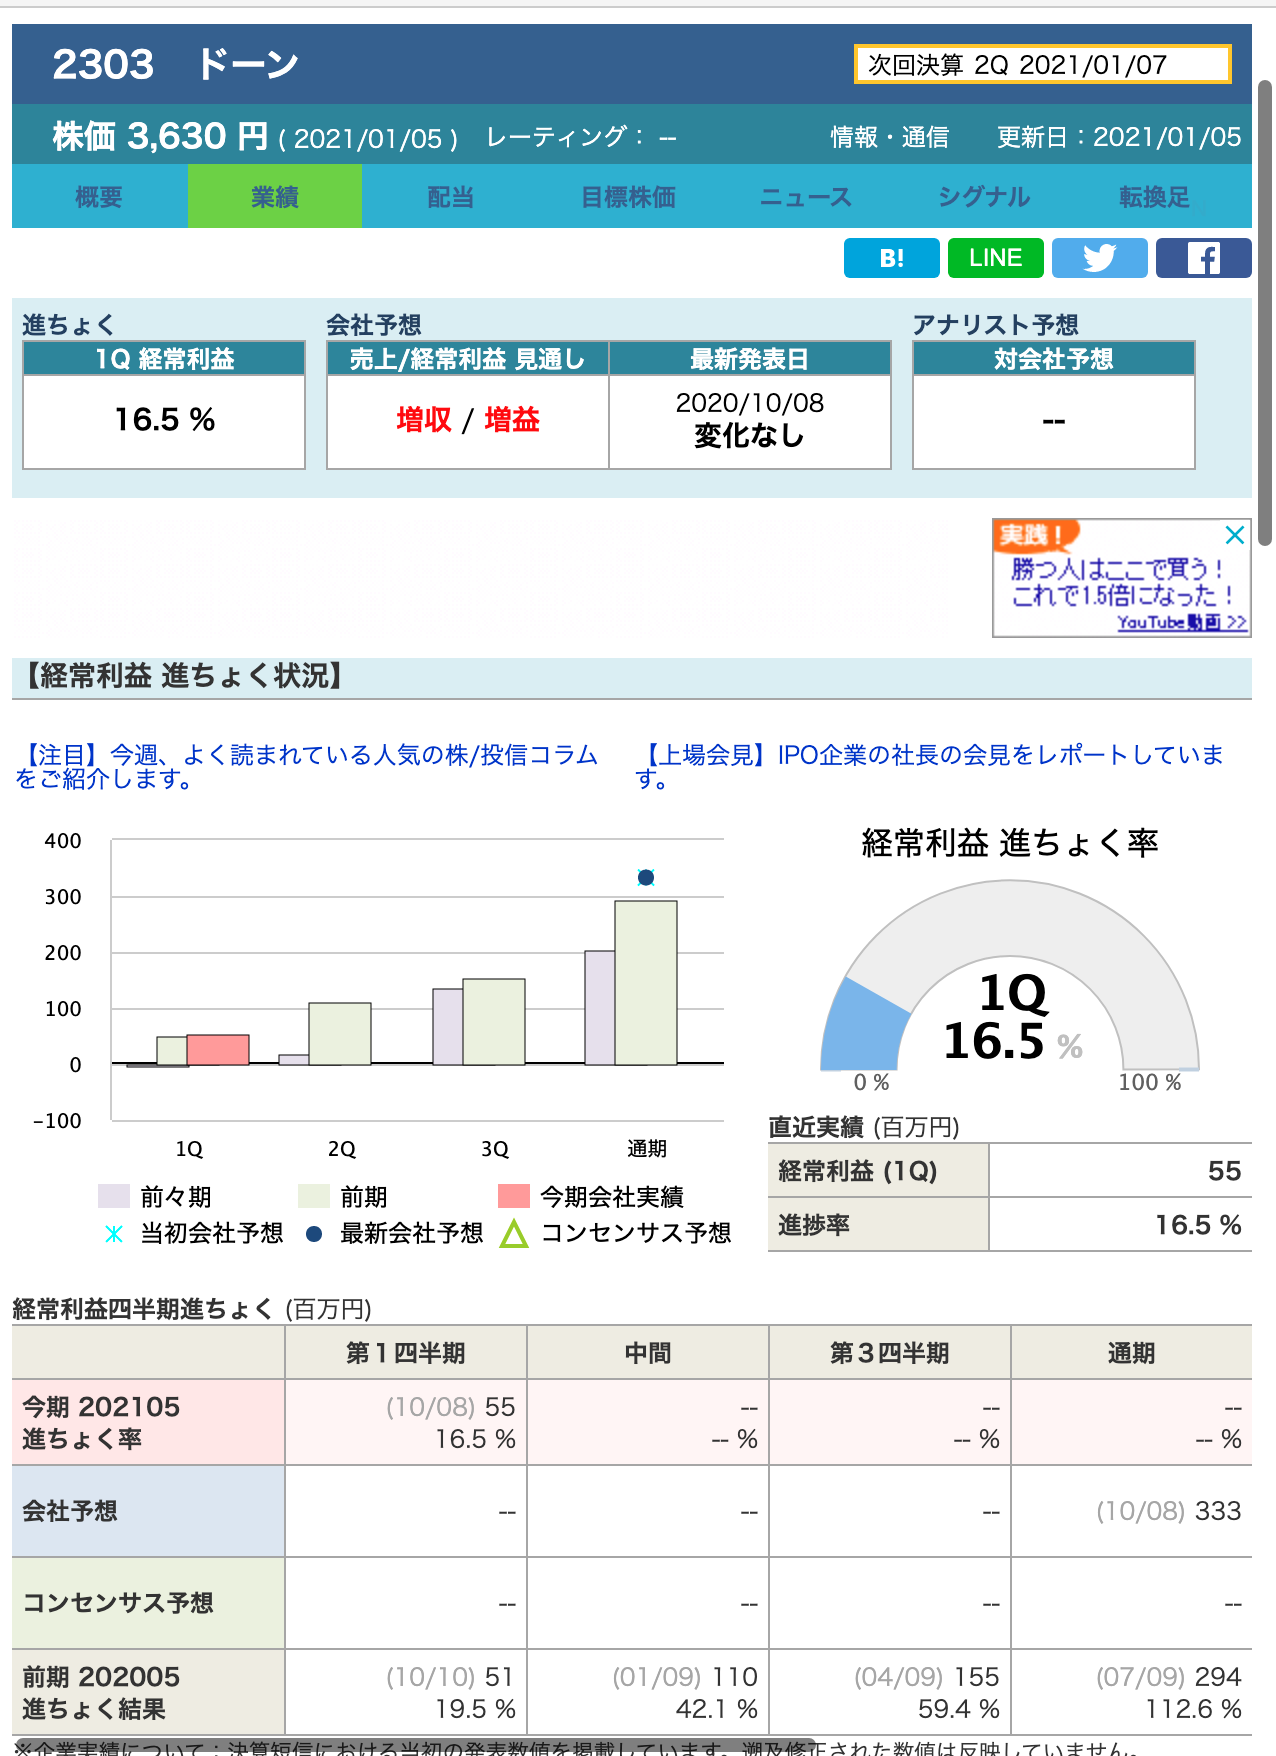 2303 ドーン
次回決算 2Q 2021/01/07
株価 3,630 円 ( 2021/01/05 ) レーティング： -- 情報・通信 更新日：2021/01/05
概要 業績 配当 目標株価 ニュース シグナル 転換足
B! LINE
進ちょく 会社予想 アナリスト予想
1Q 経常利益 売上/経常利益 見通し 最新発表日 対会社予想
16.5 % 増収 / 増益 2020/10/08 --
変化なし
実践！
勝つ人はここで買う！
これで1.5倍になった！
YouTube動画 >>
【経常利益 進ちょく状況】
【注目】今週、よく読まれている人気の株/投信コラム
をご紹介します。
【上場会見】IPO企業の社長の会見をレポートしていま
す。
400
300
200
100
0
-100
1Q 2Q 3Q 通期
前々期 前期 今期会社実績
当初会社予想 最新会社予想 コンセンサス予想
経常利益 進ちょく率
1Q
16.5 %
0 % 100 %
直近実績 (百万円)
経常利益 (1Q) 55
進捗率 16.5 %
経常利益四半期進ちょく (百万円)
第１四半期 中間 第３四半期 通期
今期 202105 (10/08) 55 -- -- --
進ちょく率 16.5 % -- % -- % -- %
会社予想 -- -- -- (10/08) 333
コンセンサス予想 -- -- -- --
前期 202005 (10/10) 51 (01/09) 110 (04/09) 155 (07/09) 294
進ちょく結果 19.5 % 42.1 % 59.4 % 112.6 %
※企業実績について：決算短信における当初の発表数値を掲載しています。遡及修正された数値は反映していません。